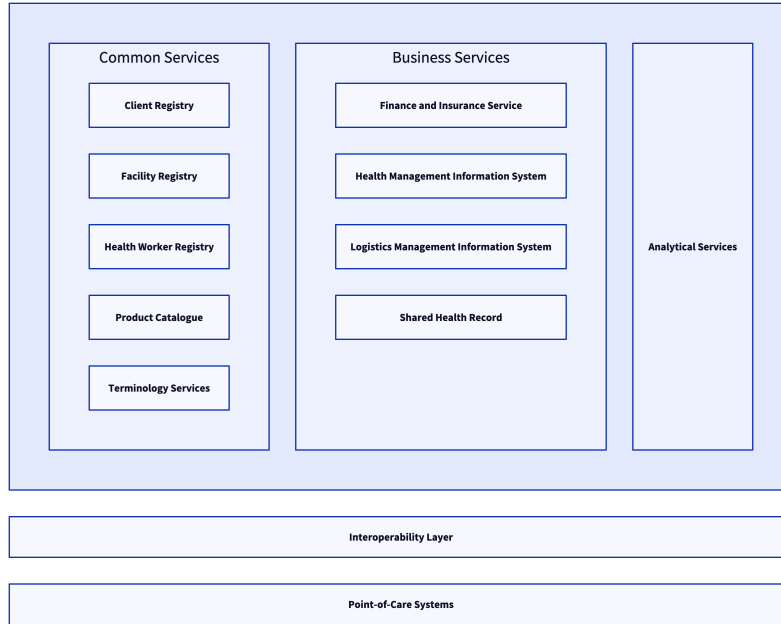 Common Services
Client Registry
Facility Registry
Health Worker Registry
Product Catalogue
Terminology Services
Business Services
Finance and Insurance Service
Health Management Information System
Logistics Management Information System
Shared Health Record
Analytical Services
Interoperability Layer
Point-of-Care Systems